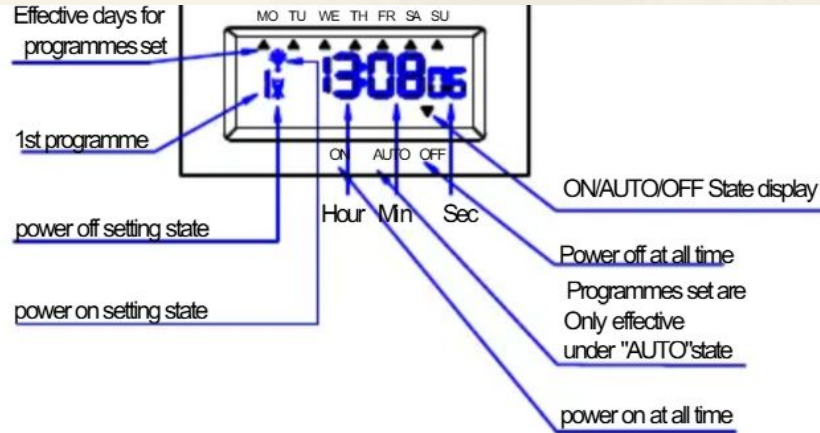 Effective days for
programmes set
MO TU WE TH FR SA SU
13:08 06
1
1st programme
ON AUTO OFF
Hour Min Sec
ON/AUTO/OFF State display
power off setting state
Power off at all time
power on setting state
Programmes set are
Only effective
under "AUTO"state
power on at all time